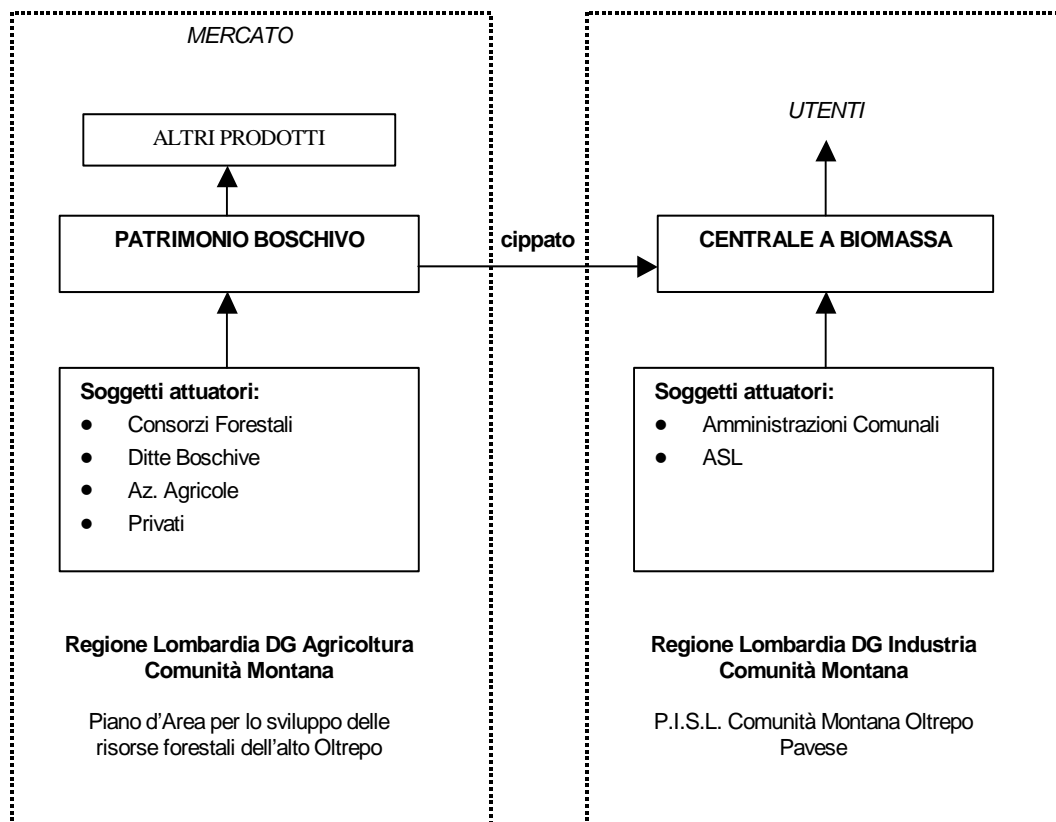 MERCATO
ALTRI PRODOTTI
PATRIMONIO BOSCHIVO
cippato
Soggetti attuatori:
● Consorzi Forestali
● Ditte Boschive
● Az. Agricole
● Privati
Regione Lombardia DG Agricoltura
Comunità Montana
Piano d’Area per lo sviluppo delle
risorse forestali dell’alto Oltrepo
UTENTI
CENTRALE A BIOMASSA
Soggetti attuatori:
● Amministrazioni Comunali
● ASL
Regione Lombardia DG Industria
Comunità Montana
P.I.S.L. Comunità Montana Oltrepo
Pavese